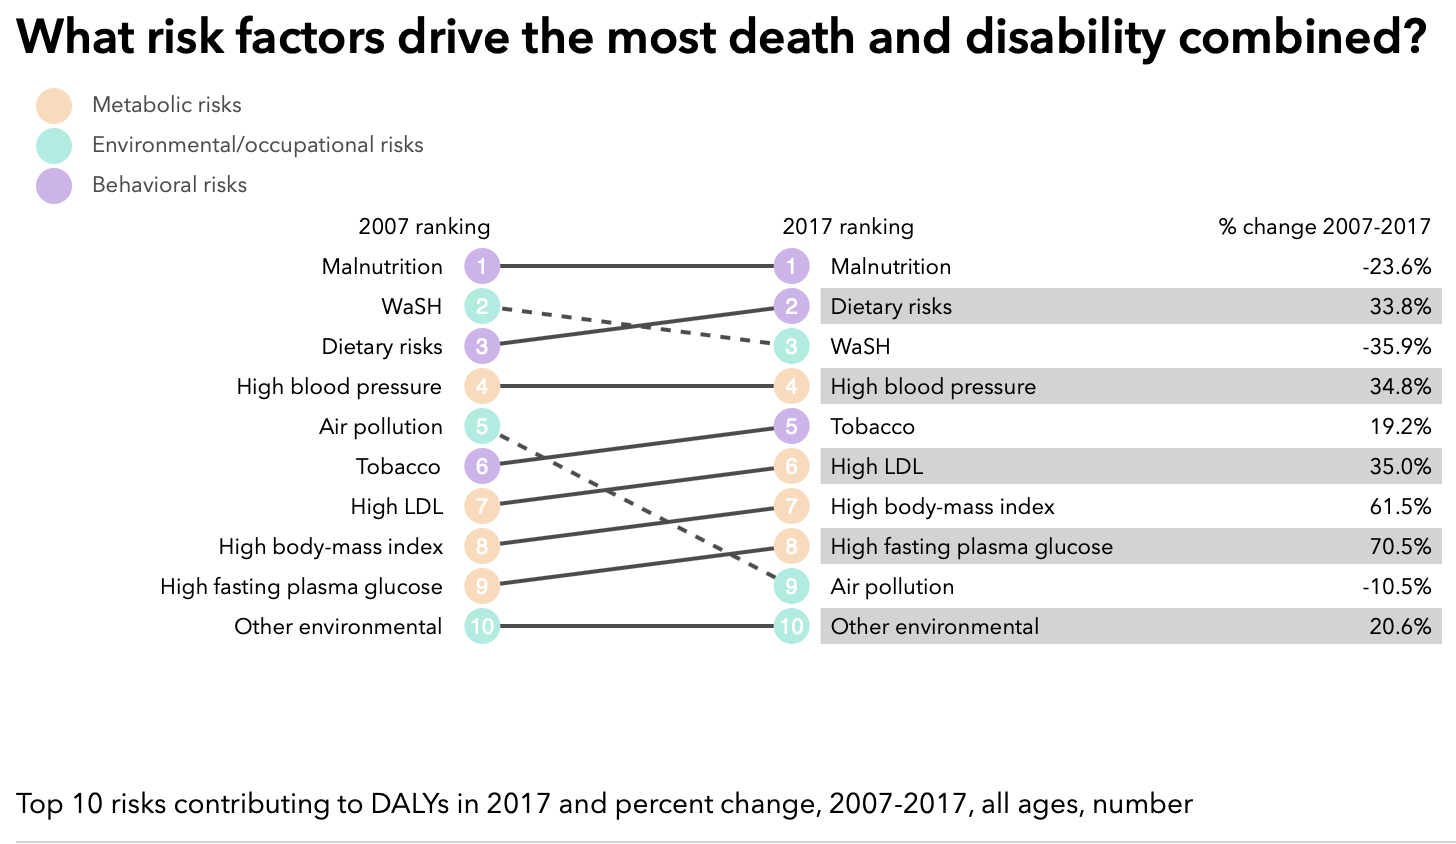 What risk factors drive the most death and disability combined?
Metabolic risks
Environmental/occupational risks
Behavioral risks
2007 ranking 2017 ranking % change 2007-2017
Malnutrition 1 1 Malnutrition -23.6%
WaSH 2 2 Dietary risks 33.8%
Dietary risks 3 3 WaSH -35.9%
High blood pressure 4 4 High blood pressure 34.8%
Air pollution 5 5 Tobacco 19.2%
Tobacco 6 6 High LDL 35.0%
High LDL 7 7 High body-mass index 61.5%
High body-mass index 8 8 High fasting plasma glucose 70.5%
High fasting plasma glucose 9 9 Air pollution -10.5%
Other environmental 10 10 Other environmental 20.6%
Top 10 risks contributing to DALYs in 2017 and percent change, 2007-2017, all ages, number